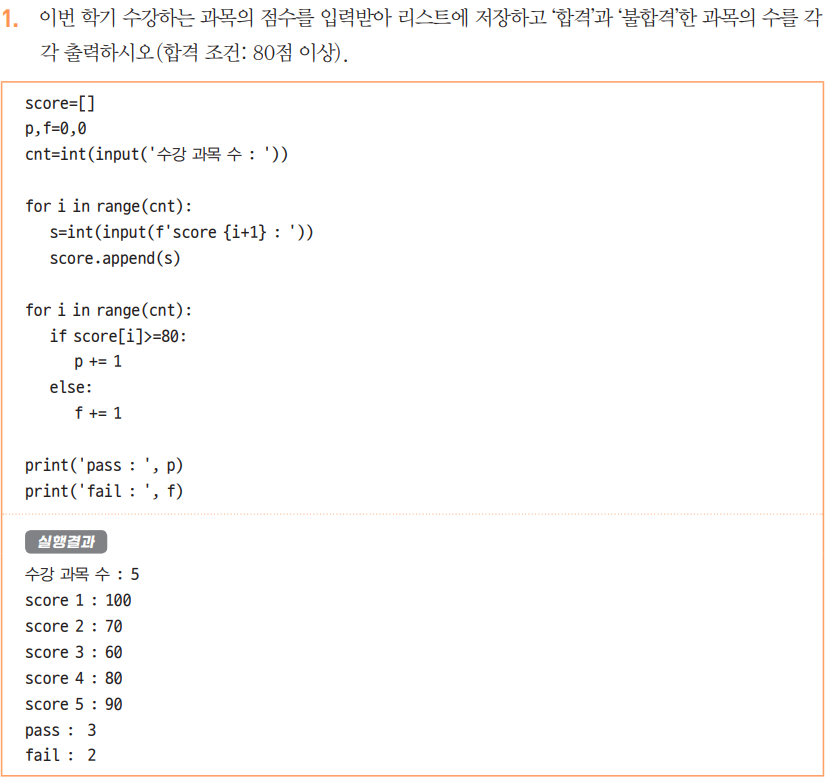 1. 이번 학기 수강하는 과목의 점수를 입력받아 리스트에 저장하고 ‘합격’과 ‘불합격’한 과목의 수를 각
각 출력하시오(합격 조건: 80점 이상).
score=[]
p,f=0,0
cnt=int(input('수강 과목 수 : '))
for i in range(cnt):
    s=int(input(f'score {i+1} : '))
    score.append(s)
for i in range(cnt):
    if score[i]>=80:
        p += 1
    else:
        f += 1
print('pass : ', p)
print('fail : ', f)
실행결과
수강 과목 수 : 5
score 1 : 100
score 2 : 70
score 3 : 60
score 4 : 80
score 5 : 90
pass :  3
fail :  2